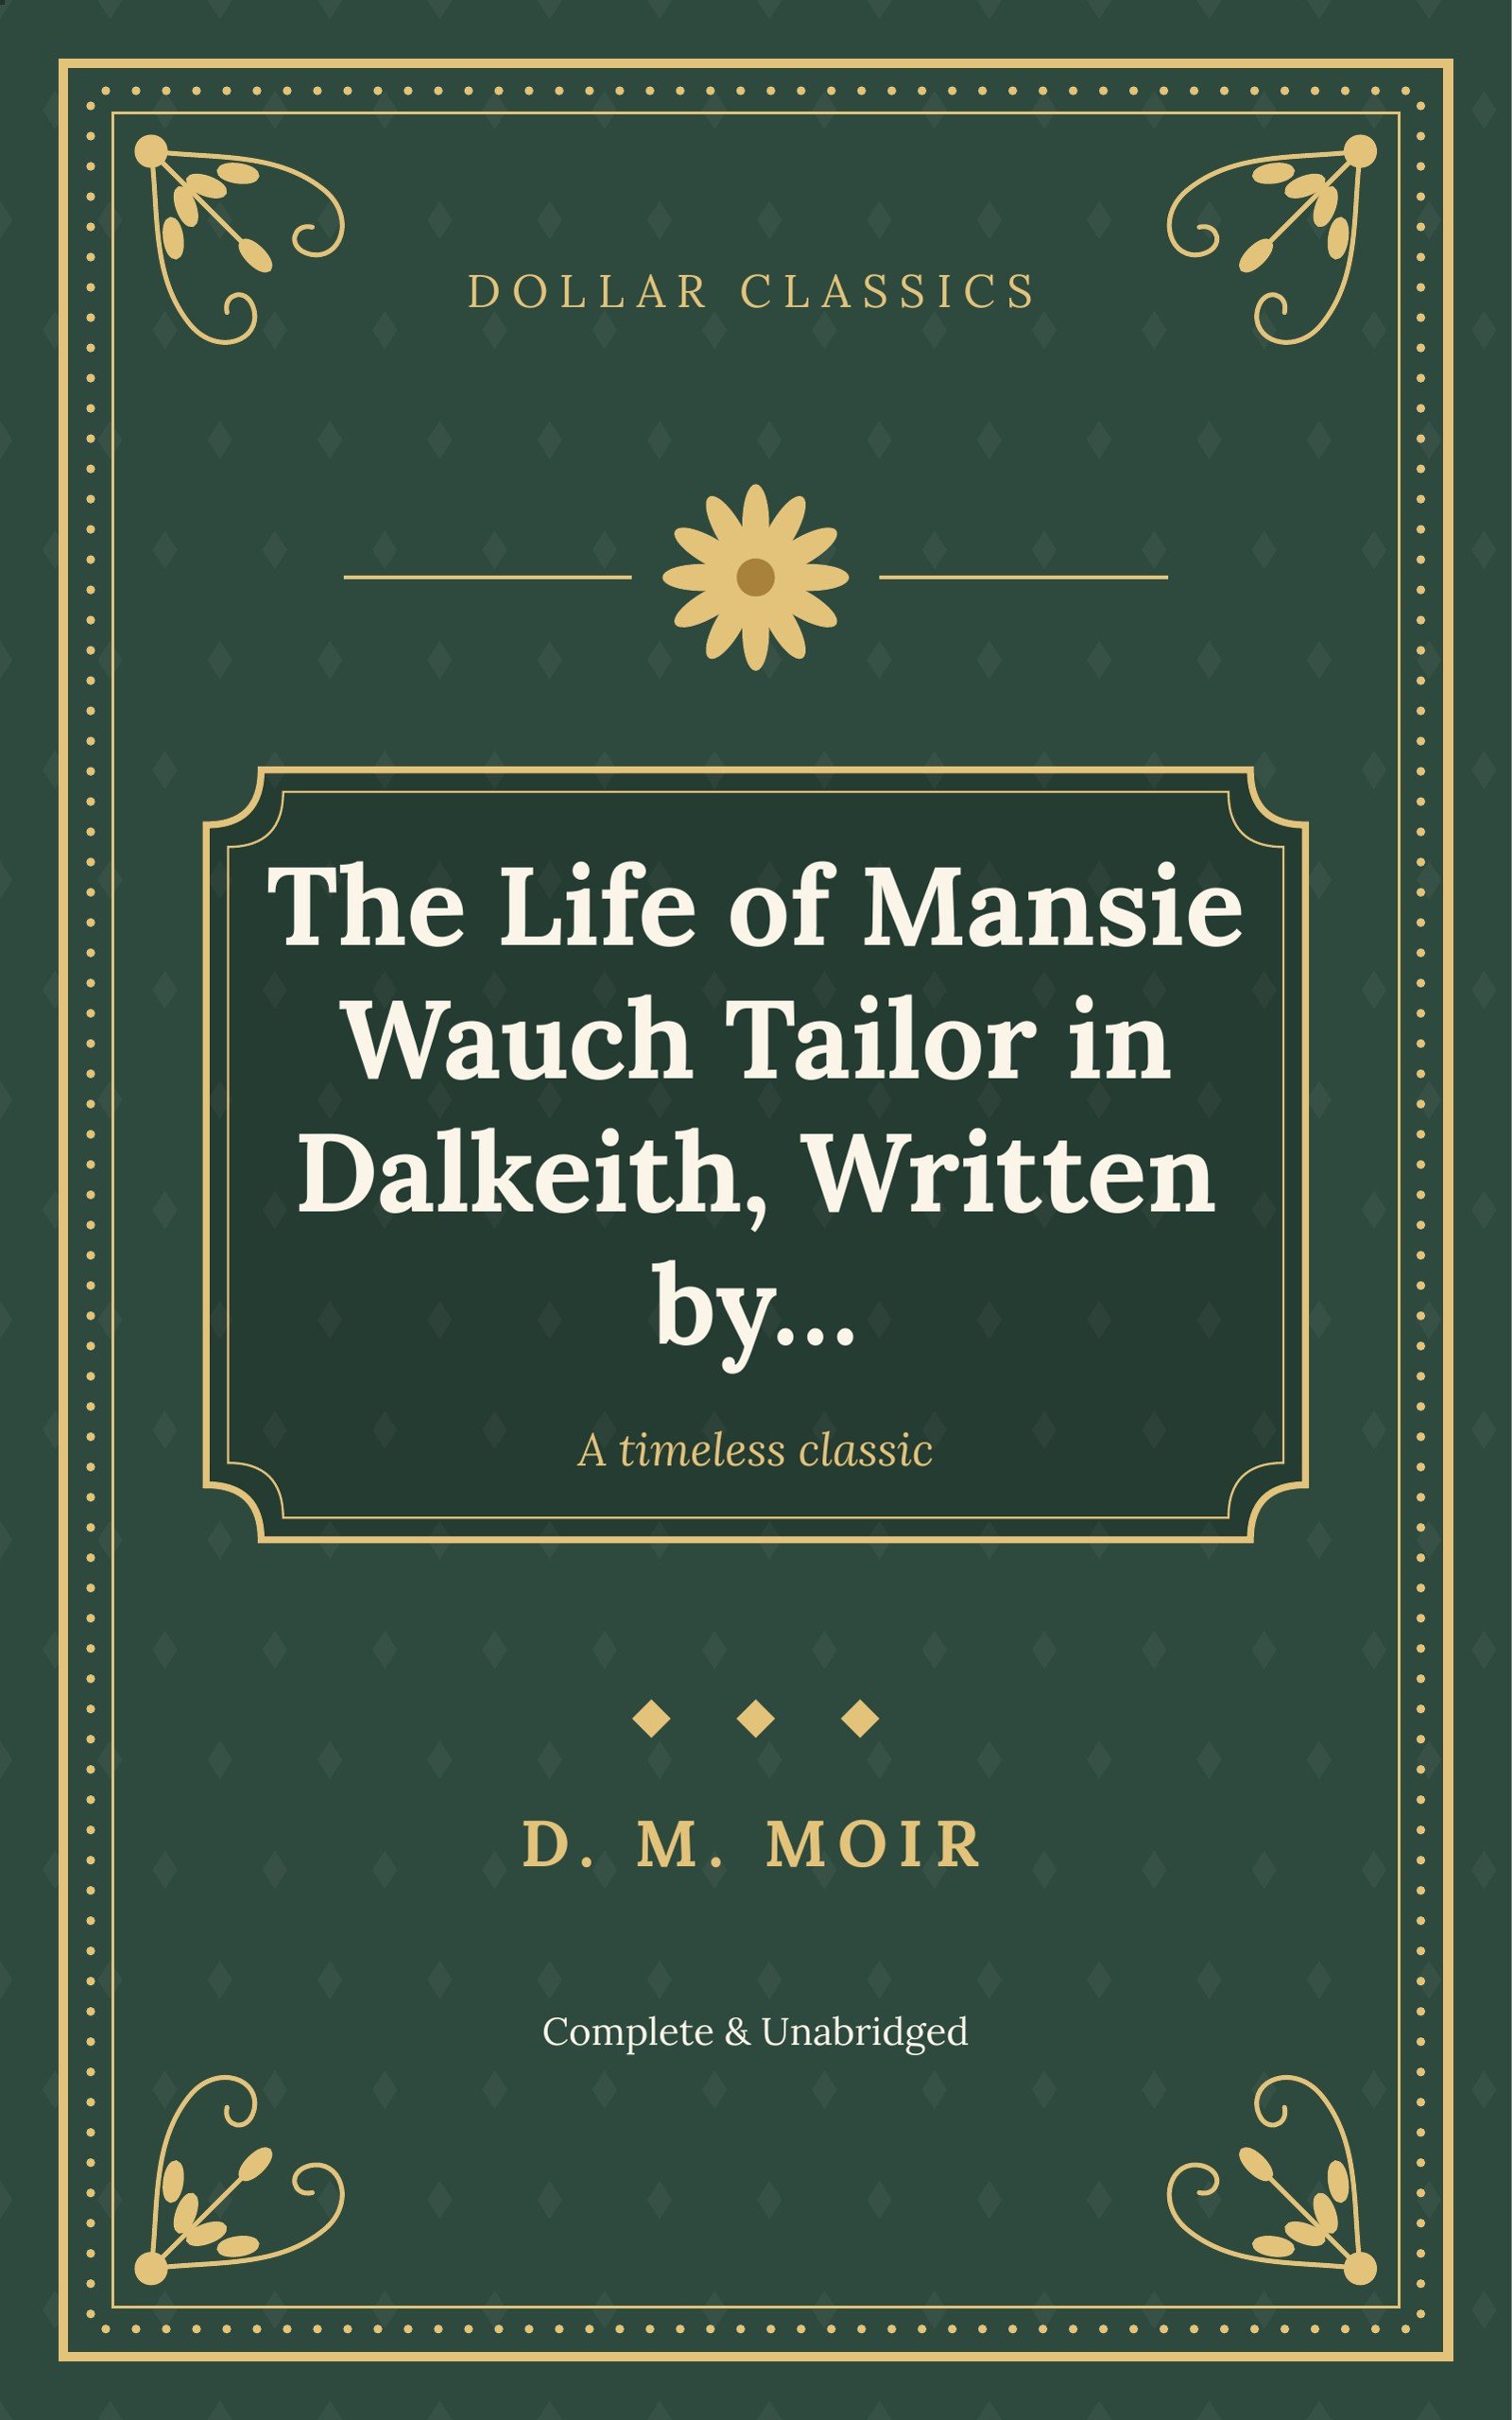 DOLLAR CLASSICS
The Life of Mansie
Wauch Tailor in
Dalkeith, Written
by...
A timeless classic
D. M. MOIR
Complete & Unabridged